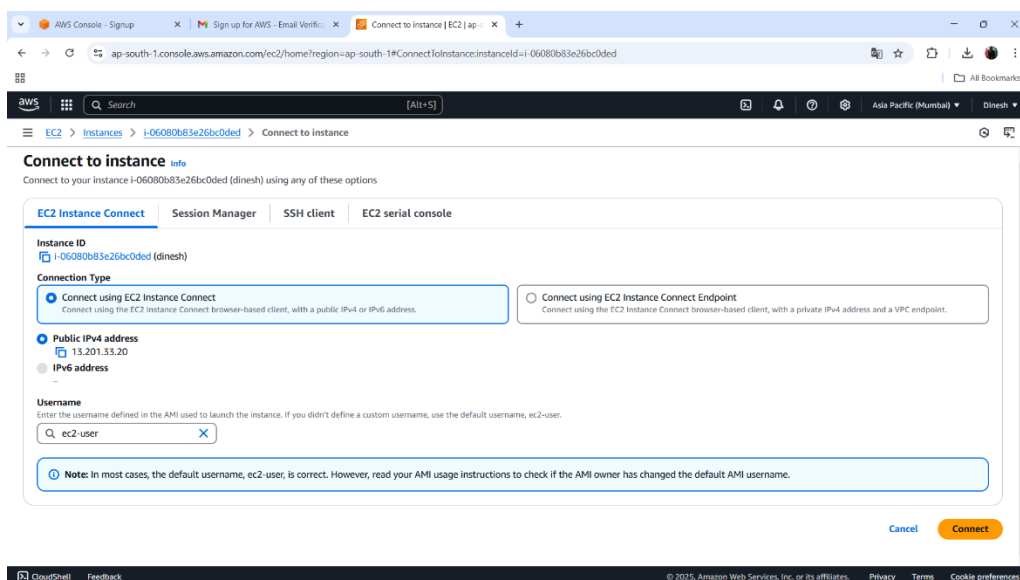 AWS Console - Signup
Sign up for AWS - Email Verifica
Connect to instance | EC2 | ap-s
ap-south-1.console.aws.amazon.com/ec2/home?region=ap-south-1#ConnectToInstance:instanceId=i-06080b83e26bc0ded
All Bookmarks
aws Search [Alt+S] Asia Pacific (Mumbai) Dinesh
EC2 > Instances > i-06080b83e26bc0ded > Connect to instance
Connect to instance Info
Connect to your instance i-06080b83e26bc0ded (dinesh) using any of these options
EC2 Instance Connect Session Manager SSH client EC2 serial console
Instance ID
i-06080b83e26bc0ded (dinesh)
Connection Type
Connect using EC2 Instance Connect
Connect using the EC2 Instance Connect browser-based client, with a public IPv4 or IPv6 address.
Connect using EC2 Instance Connect Endpoint
Connect using the EC2 Instance Connect browser-based client, with a private IPv4 address and a VPC endpoint.
Public IPv4 address
13.201.33.20
IPv6 address
–
Username
Enter the username defined in the AMI used to launch the instance. If you didn't define a custom username, use the default username, ec2-user.
ec2-user
Note: In most cases, the default username, ec2-user, is correct. However, read your AMI usage instructions to check if the AMI owner has changed the default AMI username.
Cancel Connect
CloudShell Feedback © 2025, Amazon Web Services, Inc. or its affiliates. Privacy Terms Cookie preferences